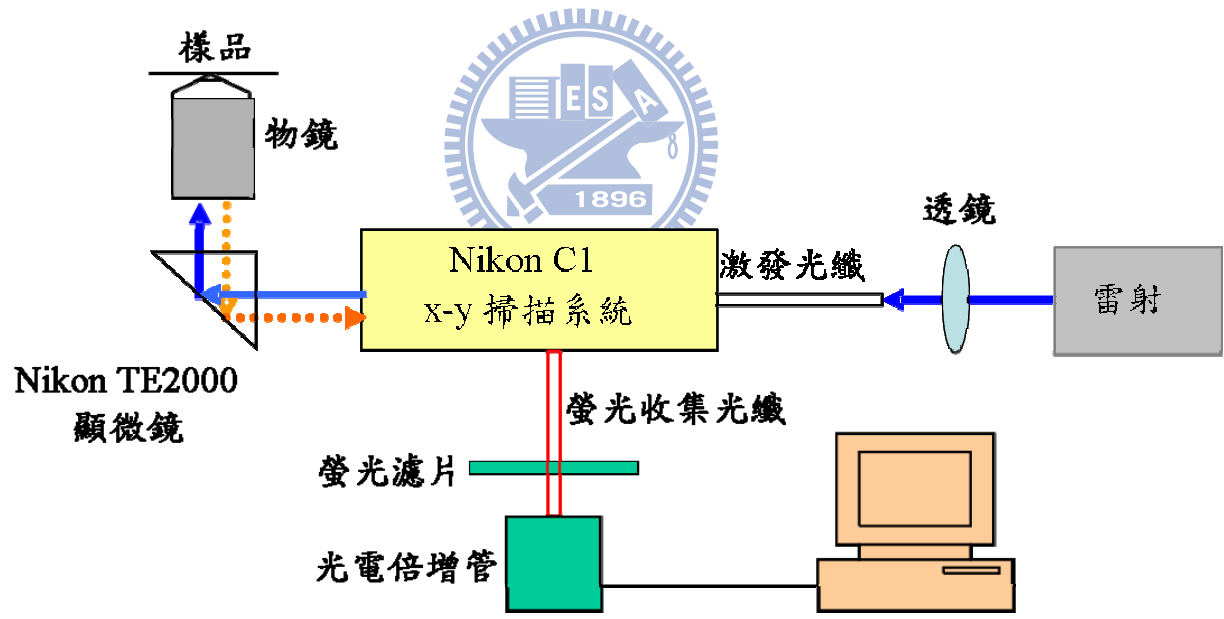 樣品
物鏡
E S A
1896
透鏡
Nikon C1
x-y 掃描系統
激發光纖
雷射
Nikon TE2000
顯微鏡
螢光收集光纖
螢光濾片
光電倍增管